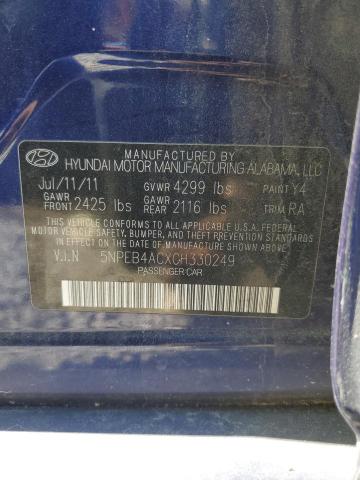 MANUFACTURED BY
HYUNDAI MOTOR MANUFACTURING ALABAMA, LLC
Jul/11/11 GVWR 4299 lbs PAINT Y4
GAWR FRONT 2425 lbs GAWR REAR 2116 lbs TRIM RA
THIS VEHICLE CONFORMS TO ALL APPLICABLE U.S.A. FEDERAL
MOTOR VEHICLE SAFETY, BUMPER, AND THEFT PREVENTION STANDARDS
IN EFFECT ON THE DATE OF MANUFACTURE SHOWN ABOVE.
V.I.N 5NPEB4ACXCH330249
PASSENGER CAR